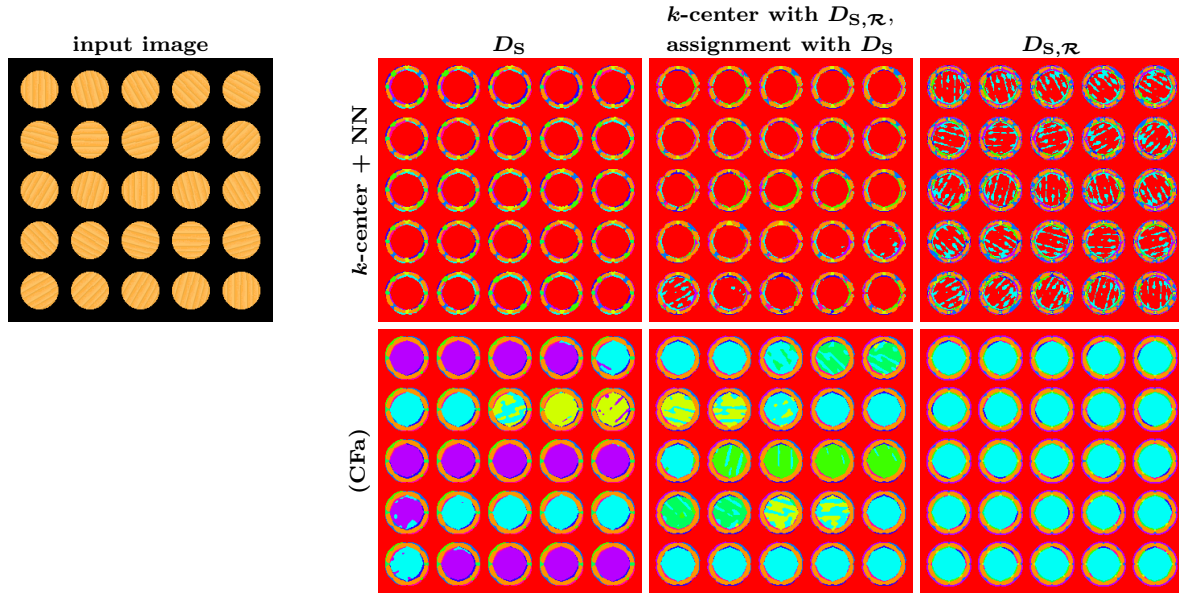 input image
D_S
k-center with D_{S,ℛ},
assignment with D_S
D_{S,ℛ}
k-center + NN
(CFa)